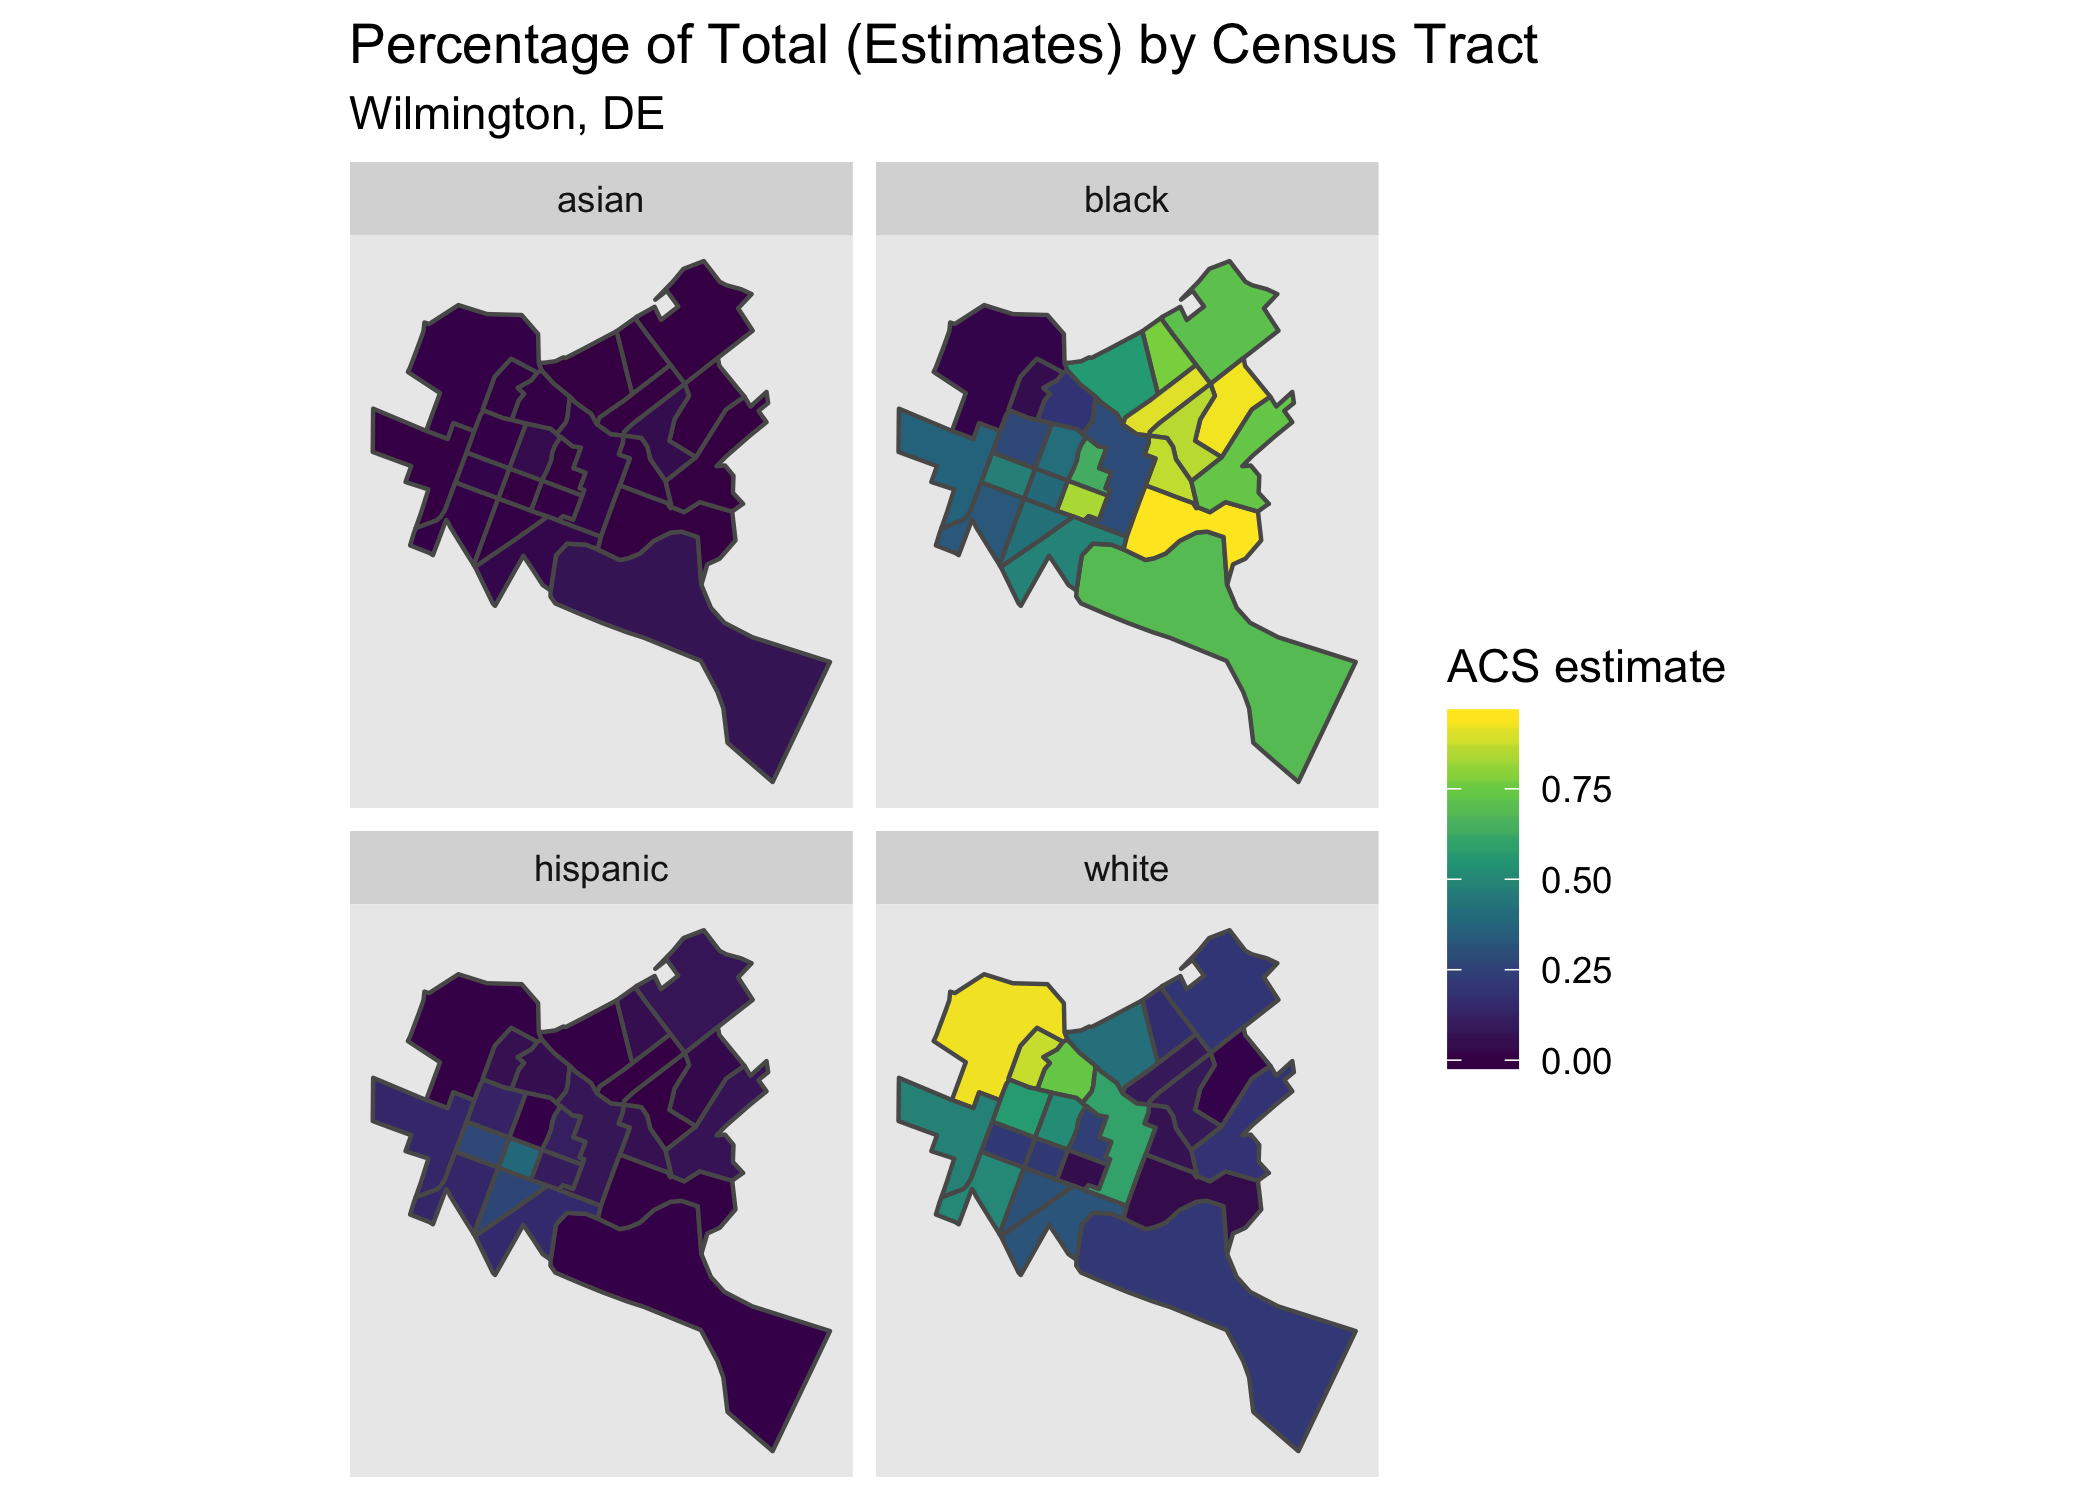 Percentage of Total (Estimates) by Census Tract
Wilmington, DE
asian
black
hispanic
white
ACS estimate
0.75
0.50
0.25
0.00